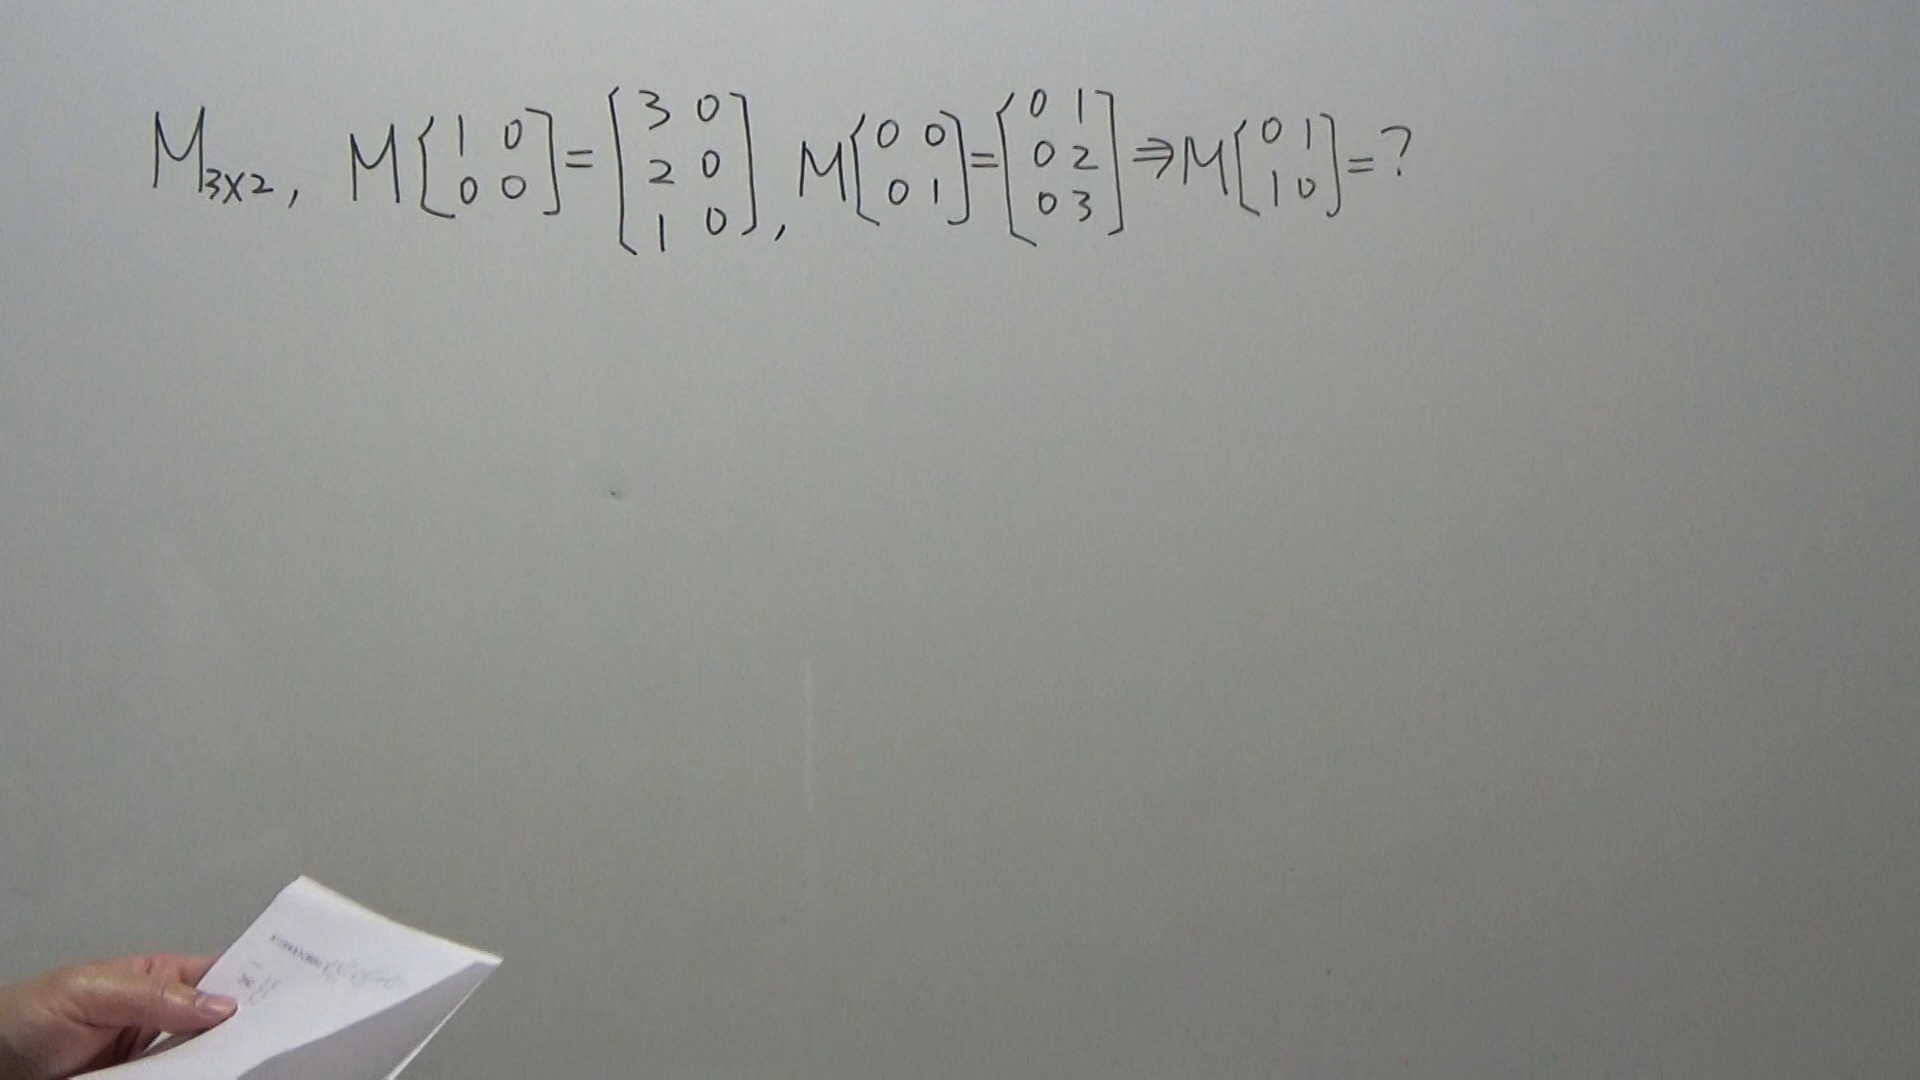 M₃ₓ₂, M[1 0; 0 0] = [3 0; 2 0; 1 0], M[0 0; 0 1] = [0 1; 0 2; 0 3] ⇒ M[0 1; 1 0] = ?